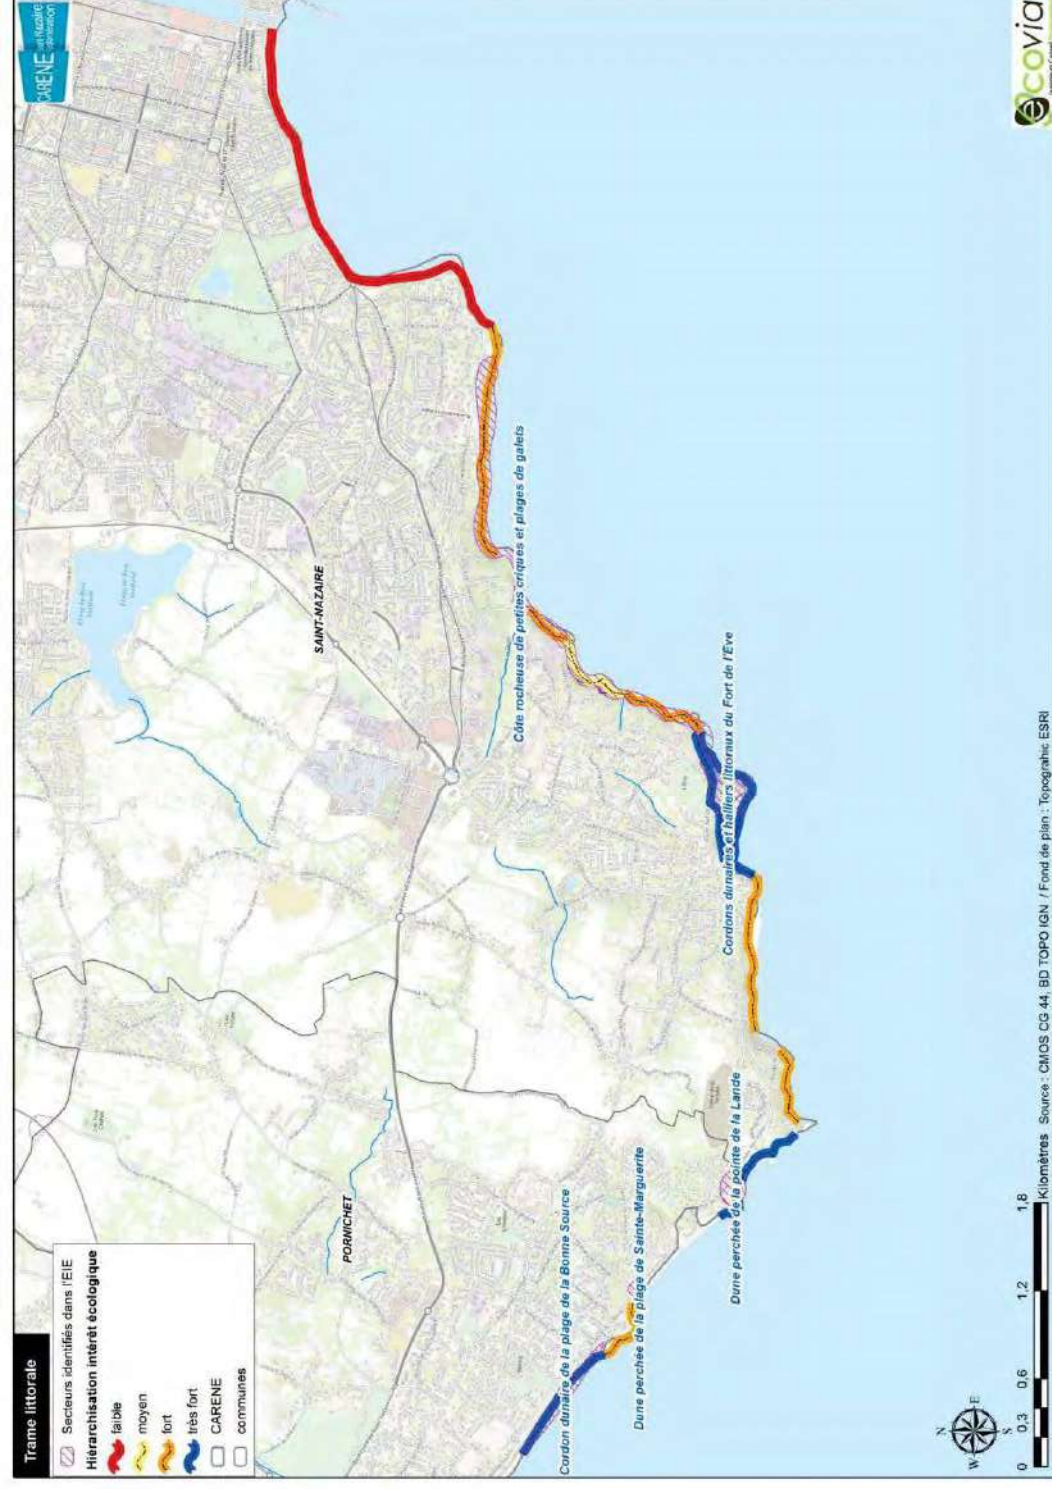 Trame littorale
Secteurs identifiés dans l'EIE
Hiérarchisation intérêt écologique
faible
moyen
fort
très fort
CARENE
communes
CARENE
écovia
SAINT-NAZAIRE
PORNICHET
Côte rocheuse de petites criques et plages de galets
Cordons dunaires et halliers littoraux du Fort de l'Eve
Dune perchée de la pointe de la Lande
Dune perchée de la plage de Sainte-Marguerite
Cordon dunaire de la plage de la Bonne Source
N
W
E
S
0 0,3 0,6 1,2 1,8
Kilomètres Source : CMOS CG 44, BD TOPO IGN / Fond de plan : Topograhic ESRI